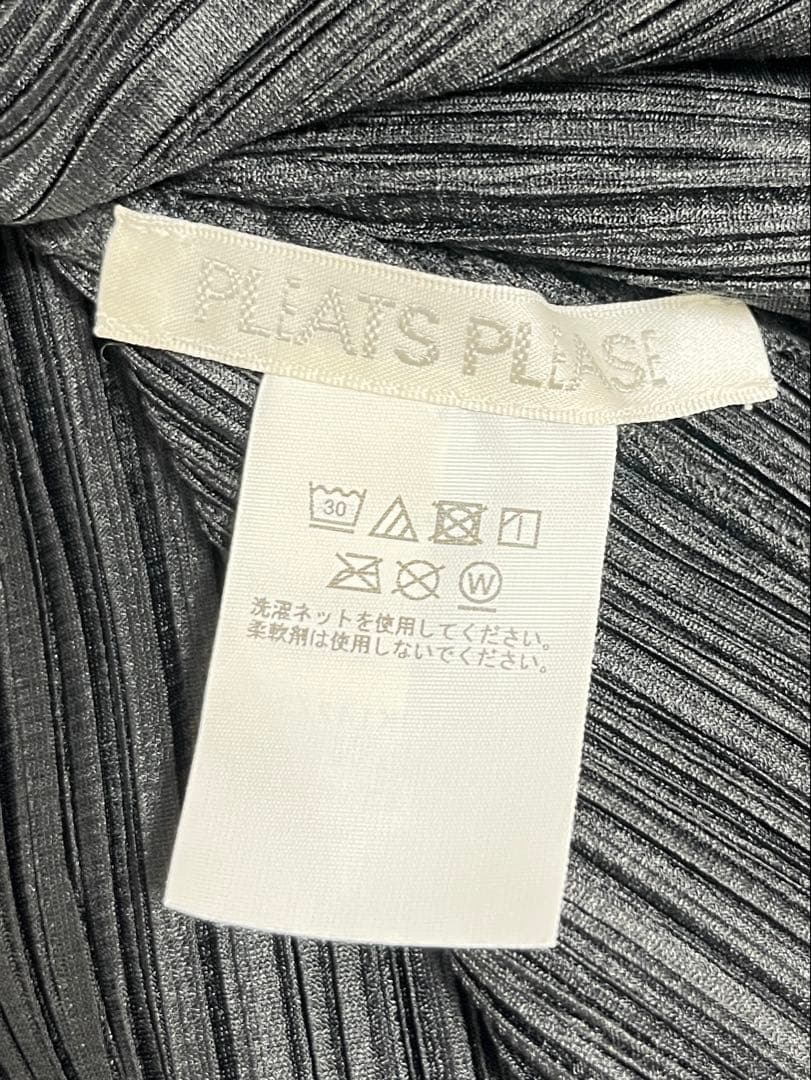 PLEATS PLEASE
30
W
洗濯ネットを使用してください。
柔軟剤は使用しないでください。